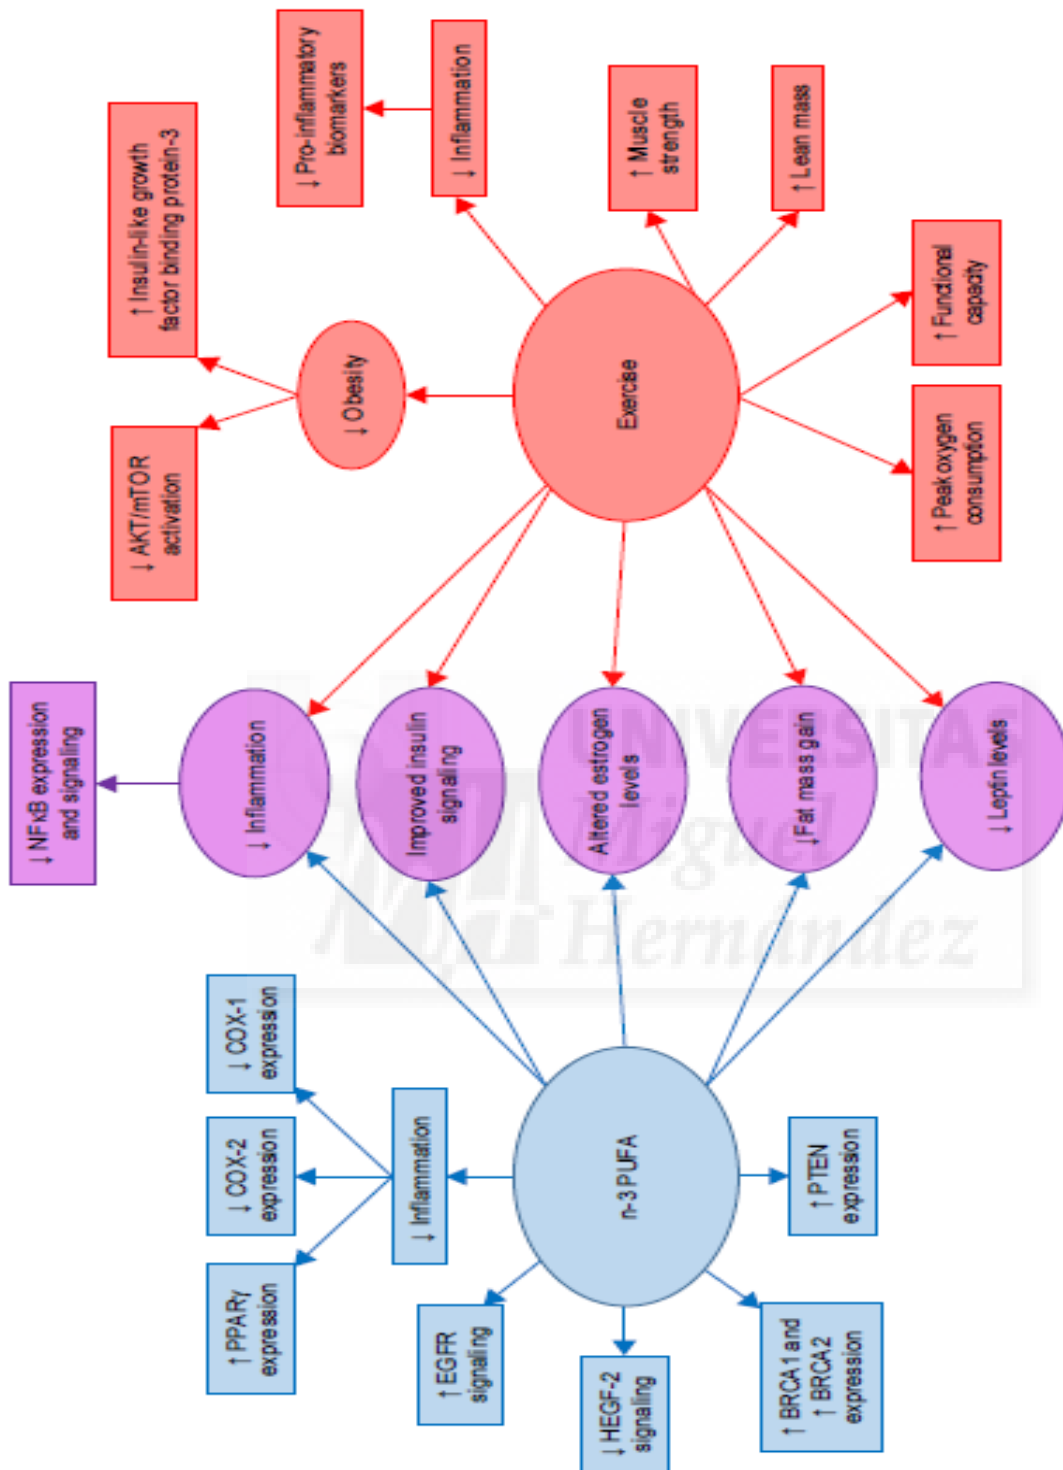 ↓NFκB expression
and signaling
↑PPARγ
expression
↓ COX-2
expression
↓ COX-1
expression
↓ Inflammation
↓ Inflammation
↓ AKT/mTOR
activation
↑ Insulin-like growth
factor binding protein-3
↓ Pro-inflammatory
biomarkers
↓ Obesity
↓ Inflammation
↑ EGFR
signaling
Improved insulin
signaling
↓HEGF-2
signaling
n-3 PUFA
Altered estrogen
levels
Exercise
↑ Muscle
strength
↑ BRCA1 and
↑ BRCA2
expression
↑ PTEN
expression
↓Fat mass gain
↑ Lean mass
↓ Leptin levels
↑ Peak oxygen
consumption
↑ Functional
capacity
UNIVERSITAS
Miguel
Hernández